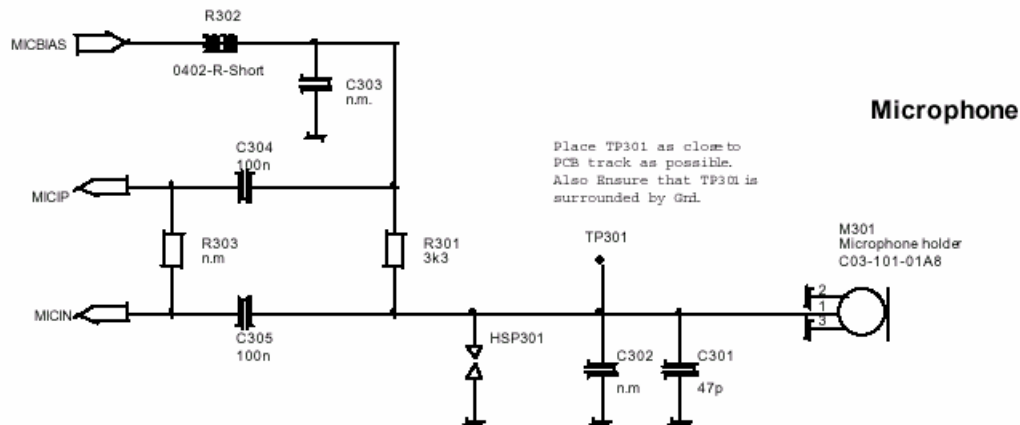 R302
MICBIAS
0402-R-Short
C303
n.m.
Microphone
C304
100n
MICIP
Place TP301 as close to
PCB track as possible.
Also Ensure that TP301 is
surrounded by Gnd.
R303
n.m
R301
3k3
TP301
M301
Microphone holder
C03-101-01A8
2
1
3
MICIN
C305
100n
HSP301
C302
n.m
C301
47p